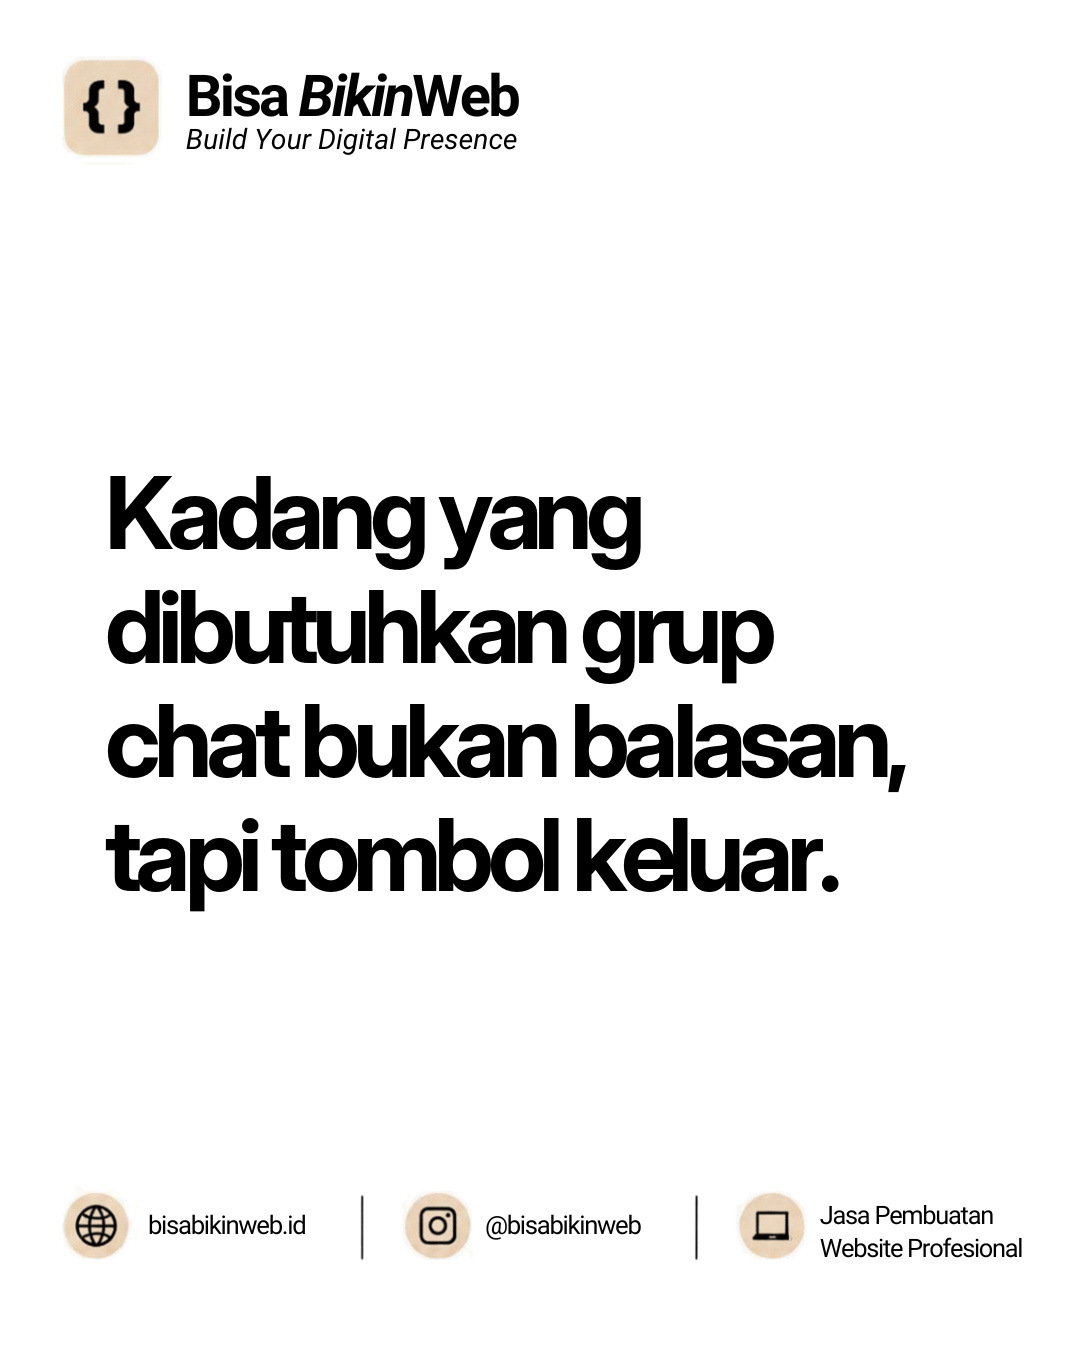 { }
Bisa BikinWeb
Build Your Digital Presence
Kadang yang
dibutuhkan grup
chat bukan balasan,
tapi tombol keluar.
bisabikinweb.id
@bisabikinweb
Jasa Pembuatan
Website Profesional